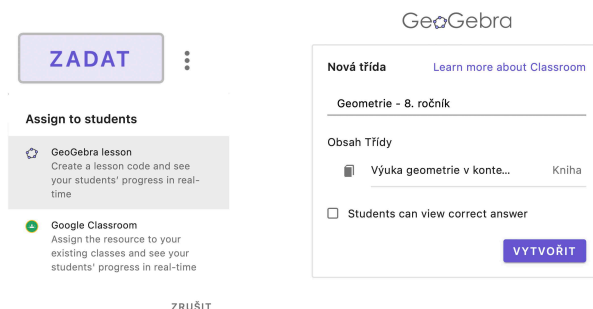 ZADAT
Assign to students
GeoGebra lesson
Create a lesson code and see
your students' progress in real-
time
Google Classroom
Assign the resource to your
existing classes and see your
students' progress in real-time
ZRUŠIT
GeoGebra
Nová třída
Learn more about Classroom
Geometrie - 8. ročník
Obsah Třídy
Výuka geometrie v konte...
Kniha
Students can view correct answer
VYTVOŘIT